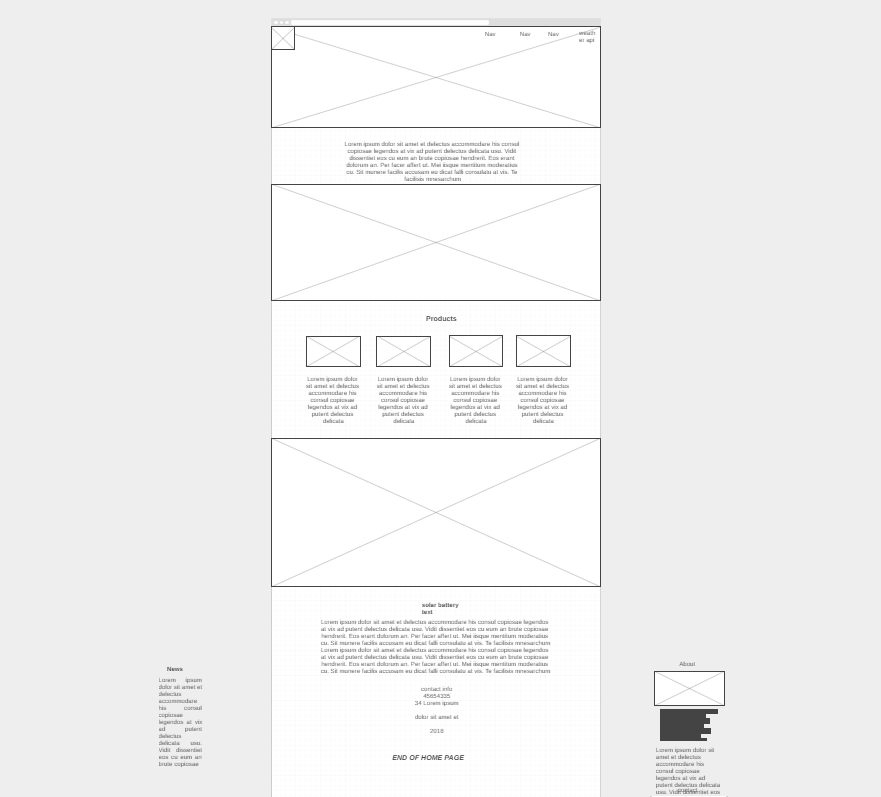 Nav Nav Nav weath
er api
Lorem ipsum dolor sit amet et delectus accommodare his consul
copiosae legendos at vix ad putent delectus delicata usu. Vidit
dissentiet eos cu eum an brute copiosae hendrerit. Eos erant
dolorum an. Per facer affert ut. Mei iisque mentitum moderatius
cu. Sit munere facilis accusam eu dicat falli consulatu at vis. Te
facilisis mnesarchum
Products
Lorem ipsum dolor
sit amet et delectus
accommodare his
consul copiosae
legendos at vix ad
putent delectus
delicata
Lorem ipsum dolor
sit amet et delectus
accommodare his
consul copiosae
legendos at vix ad
putent delectus
delicata
Lorem ipsum dolor
sit amet et delectus
accommodare his
consul copiosae
legendos at vix ad
putent delectus
delicata
Lorem ipsum dolor
sit amet et delectus
accommodare his
consul copiosae
legendos at vix ad
putent delectus
delicata
solar battery
text
Lorem ipsum dolor sit amet et delectus accommodare his consul copiosae legendos
at vix ad putent delectus delicata usu. Vidit dissentiet eos cu eum an brute copiosae
hendrerit. Eos erant dolorum an. Per facer affert ut. Mei iisque mentitum moderatius
cu. Sit munere facilis accusam eu dicat falli consulatu at vis. Te facilisis mnesarchum
Lorem ipsum dolor sit amet et delectus accommodare his consul copiosae legendos
at vix ad putent delectus delicata usu. Vidit dissentiet eos cu eum an brute copiosae
hendrerit. Eos erant dolorum an. Per facer affert ut. Mei iisque mentitum moderatius
cu. Sit munere facilis accusam eu dicat falli consulatu at vis. Te facilisis mnesarchum
contact info
45654335
34 Lorem ipsum
dolor sit amet et
2018
END OF HOME PAGE
News
Lorem ipsum
dolor sit amet et
delectus
accommodare
his consul
copiosae
legendos at vix
ad putent
delectus
delicata usu.
Vidit dissentiet
eos cu eum an
brute copiosae
About
Lorem ipsum dolor sit
amet et delectus
accommodare his
consul copiosae
legendos at vix ad
putent delectus delicata
usu. Vidit dissentiet eos